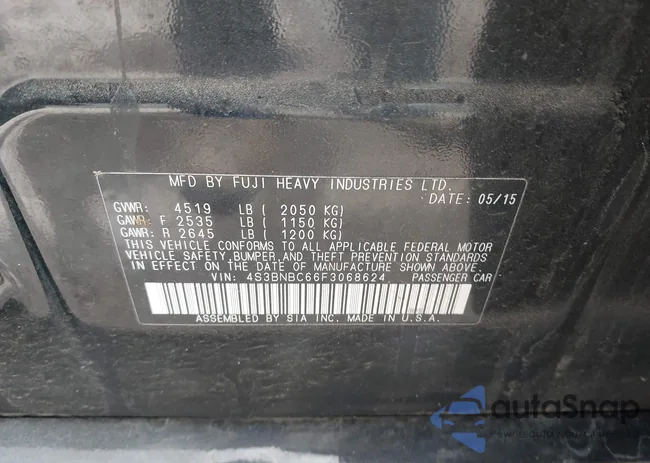 MFD BY FUJI HEAVY INDUSTRIES LTD.
DATE: 05/15
GVWR: 4519 LB ( 2050 KG)
GAWR: F 2535 LB ( 1150 KG)
GAWR: R 2645 LB ( 1200 KG)
THIS VEHICLE CONFORMS TO ALL APPLICABLE FEDERAL MOTOR
VEHICLE SAFETY, BUMPER, AND THEFT PREVENTION STANDARDS
IN EFFECT ON THE DATE OF MANUFACTURE SHOWN ABOVE.
VIN: 4S3BNBC66F3068624 PASSENGER CAR
ASSEMBLED BY SIA INC. MADE IN U.S.A.
autoSnap